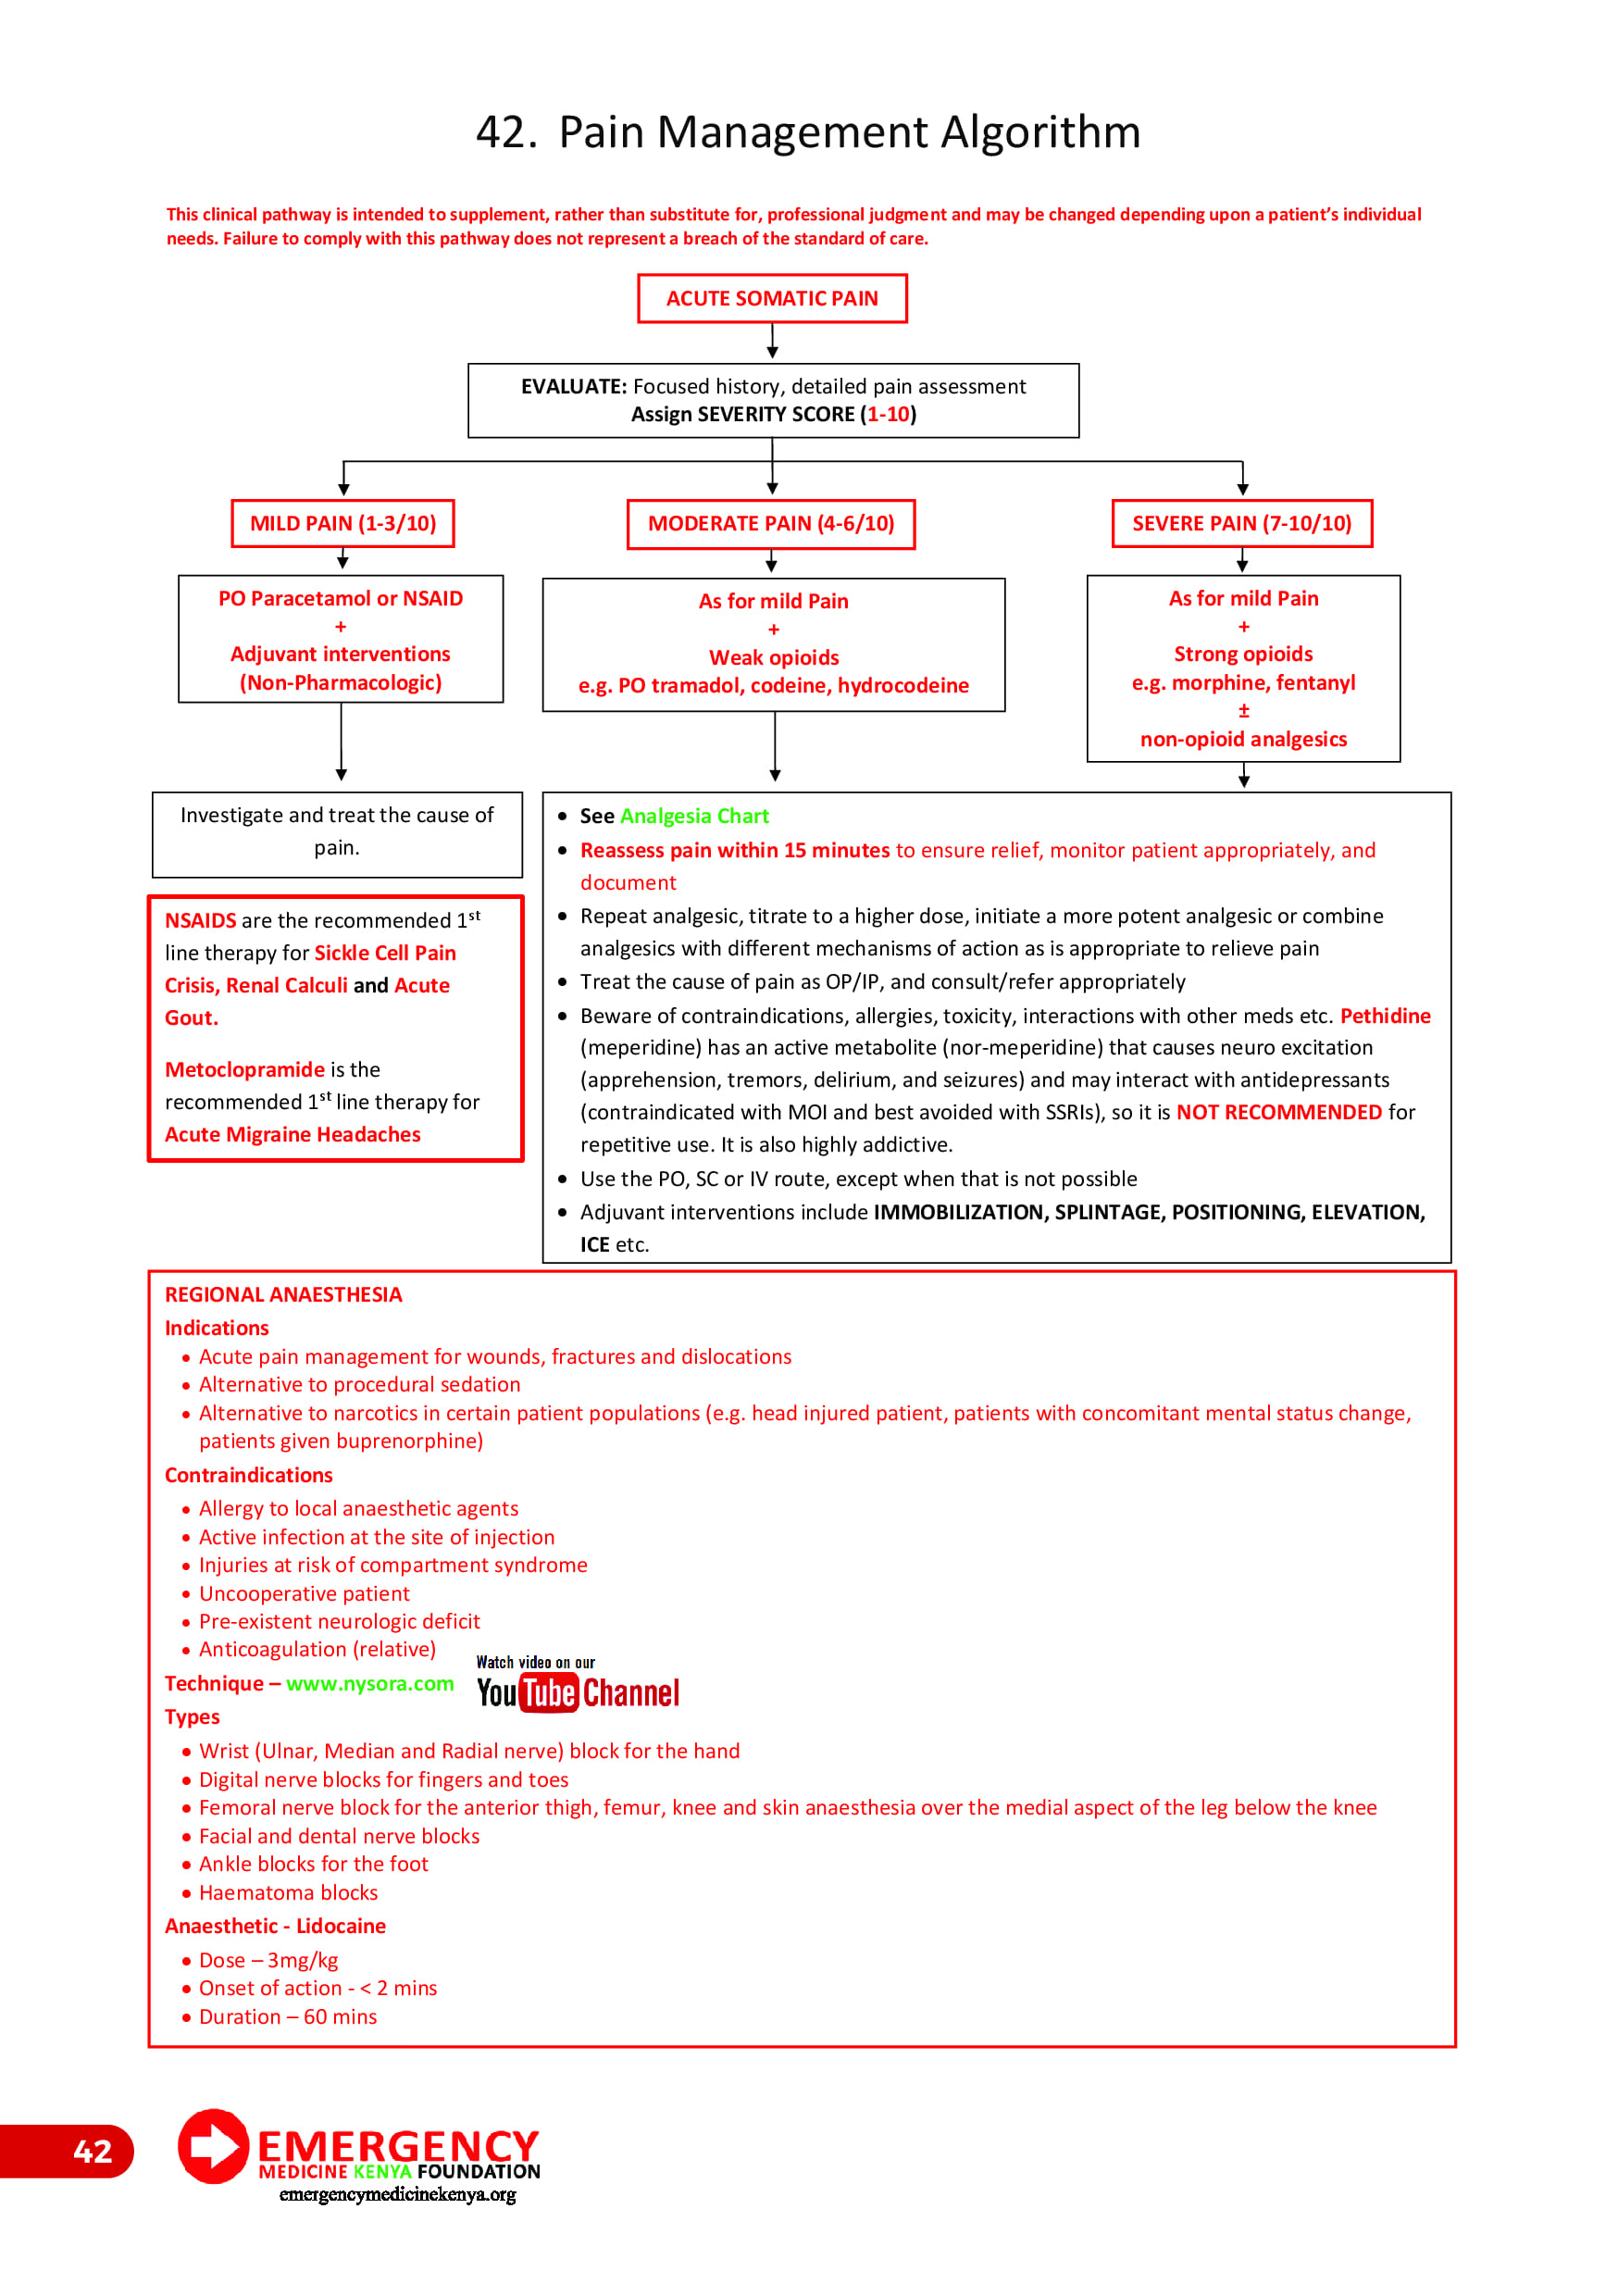 42. Pain Management Algorithm
This clinical pathway is intended to supplement, rather than substitute for, professional judgment and may be changed depending upon a patient’s individual
needs. Failure to comply with this pathway does not represent a breach of the standard of care.
ACUTE SOMATIC PAIN
EVALUATE: Focused history, detailed pain assessment
Assign SEVERITY SCORE (1-10)
MILD PAIN (1-3/10)
PO Paracetamol or NSAID
+
Adjuvant interventions
(Non-Pharmacologic)
Investigate and treat the cause of
pain.
MODERATE PAIN (4-6/10)
As for mild Pain
+
Weak opioids
e.g. PO tramadol, codeine, hydrocodeine
SEVERE PAIN (7-10/10)
As for mild Pain
+
Strong opioids
e.g. morphine, fentanyl
±
non-opioid analgesics
NSAIDS are the recommended 1st
line therapy for Sickle Cell Pain
Crisis, Renal Calculi and Acute
Gout.
Metoclopramide is the
recommended 1st line therapy for
Acute Migraine Headaches
• See Analgesia Chart
• Reassess pain within 15 minutes to ensure relief, monitor patient appropriately, and
document
• Repeat analgesic, titrate to a higher dose, initiate a more potent analgesic or combine
analgesics with different mechanisms of action as is appropriate to relieve pain
• Treat the cause of pain as OP/IP, and consult/refer appropriately
• Beware of contraindications, allergies, toxicity, interactions with other meds etc. Pethidine
(meperidine) has an active metabolite (nor-meperidine) that causes neuro excitation
(apprehension, tremors, delirium, and seizures) and may interact with antidepressants
(contraindicated with MOI and best avoided with SSRIs), so it is NOT RECOMMENDED for
repetitive use. It is also highly addictive.
• Use the PO, SC or IV route, except when that is not possible
• Adjuvant interventions include IMMOBILIZATION, SPLINTAGE, POSITIONING, ELEVATION,
ICE etc.
REGIONAL ANAESTHESIA
Indications
• Acute pain management for wounds, fractures and dislocations
• Alternative to procedural sedation
• Alternative to narcotics in certain patient populations (e.g. head injured patient, patients with concomitant mental status change,
patients given buprenorphine)
Contraindications
• Allergy to local anaesthetic agents
• Active infection at the site of injection
• Injuries at risk of compartment syndrome
• Uncooperative patient
• Pre-existent neurologic deficit
• Anticoagulation (relative)
Technique – www.nysora.com
Watch video on our
YouTube Channel
Types
• Wrist (Ulnar, Median and Radial nerve) block for the hand
• Digital nerve blocks for fingers and toes
• Femoral nerve block for the anterior thigh, femur, knee and skin anaesthesia over the medial aspect of the leg below the knee
• Facial and dental nerve blocks
• Ankle blocks for the foot
• Haematoma blocks
Anaesthetic - Lidocaine
• Dose – 3mg/kg
• Onset of action - < 2 mins
• Duration – 60 mins
42
EMERGENCY
MEDICINE KENYA FOUNDATION
emergencymedicinekenya.org